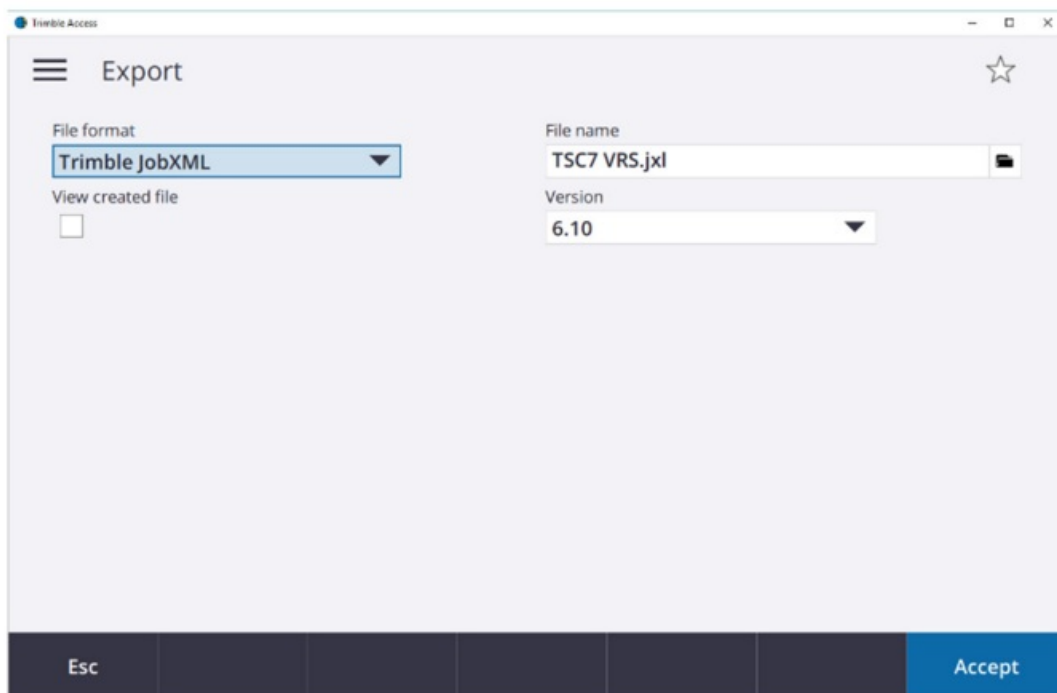 Trimble Access
Export
File format
Trimble JobXML
View created file
File name
TSC7 VRS.jxl
Version
6.10
Esc
Accept